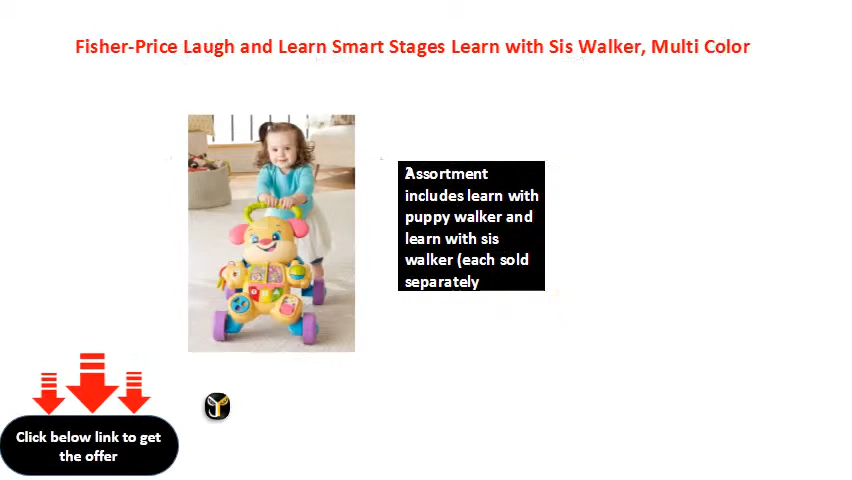 Fisher-Price Laugh and Learn Smart Stages Learn with Sis Walker, Multi Color
Assortment
includes learn with
puppy walker and
learn with sis
walker (each sold
separately
Click below link to get
the offer